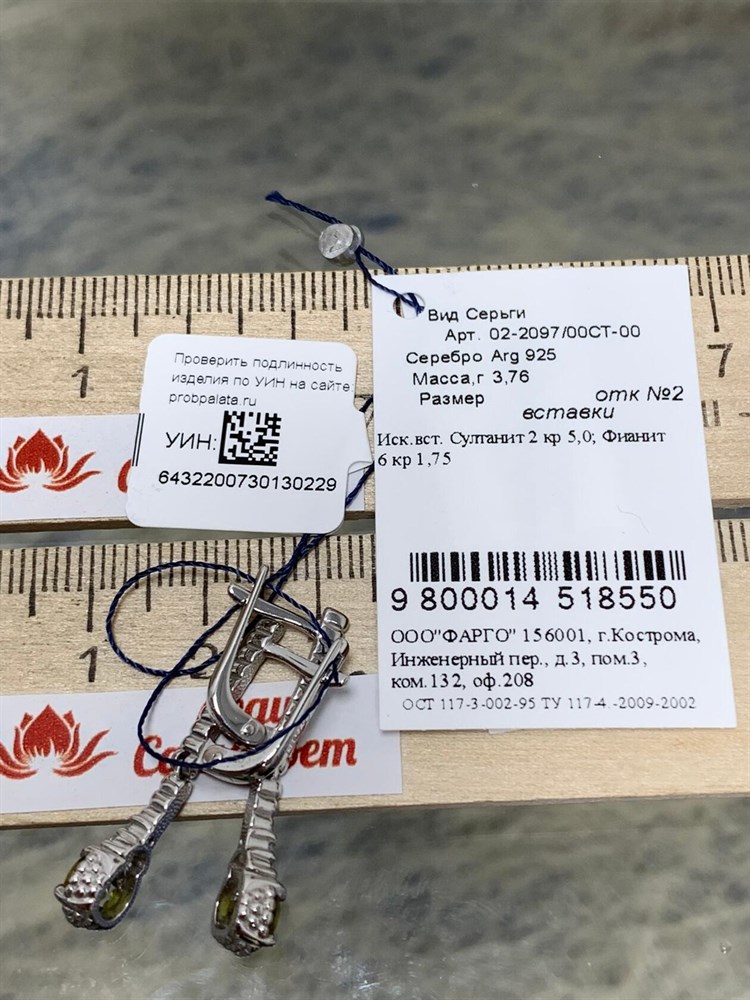 Вид Серьги
Арт. 02-2097/00СТ-00
Серебро Arg 925
Масса,г 3,76
Размер
отк №2
вставки
Иск.вст. Султанит 2 кр 5,0; Фианит
6 кр 1,75
9 800014 518550
ООО"ФАРГО" 156001, г.Кострома,
Инженерный пер., д.3, пом.3,
ком.132, оф.208
ОСТ 117-3-002-95 ТУ 117-4.-2009-2002
Проверить подлинность
изделия по УИН на сайте:
probpalata.ru
УИН:
6432200730130229
1
7
1
2